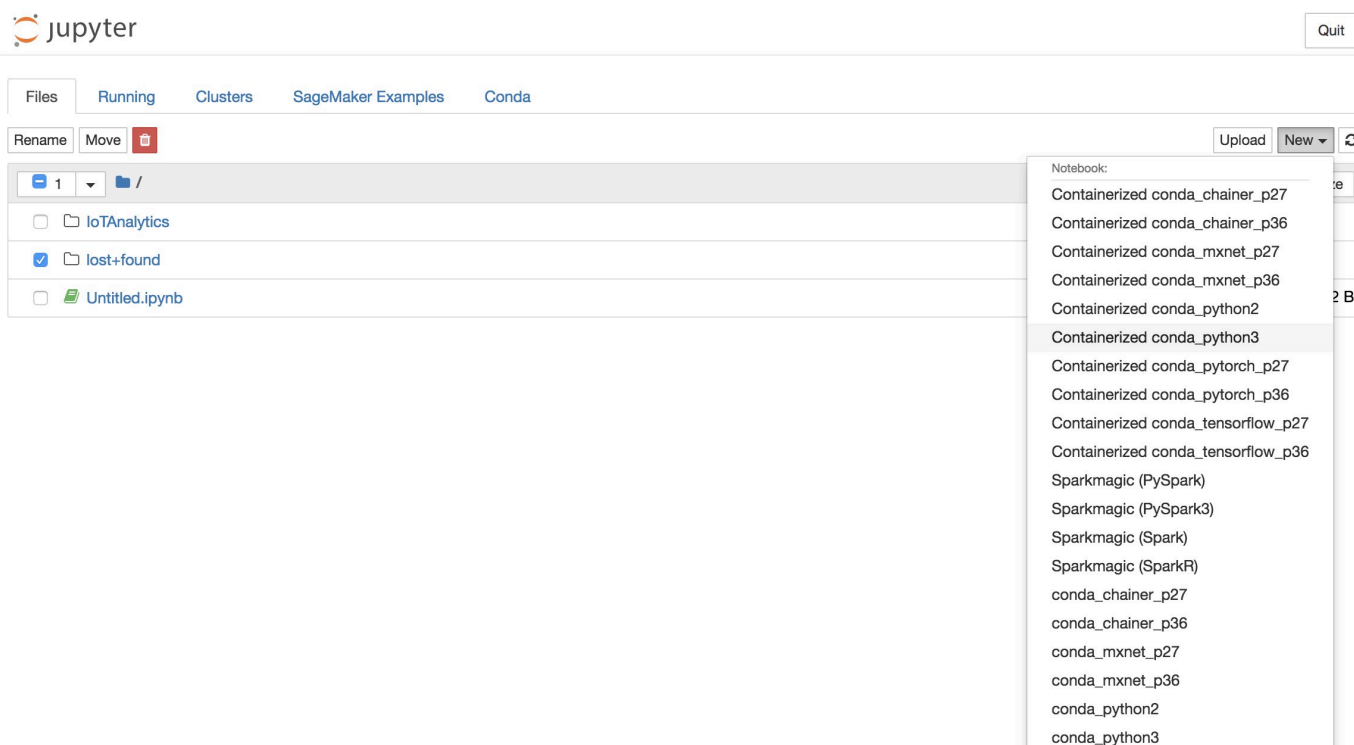 jupyter
Quit
Files Running Clusters SageMaker Examples Conda
Rename Move Upload New
1 /
Notebook:
IoTAnalytics
lost+found
Untitled.ipynb
Containerized conda_chainer_p27
Containerized conda_chainer_p36
Containerized conda_mxnet_p27
Containerized conda_mxnet_p36
Containerized conda_python2
Containerized conda_python3
Containerized conda_pytorch_p27
Containerized conda_pytorch_p36
Containerized conda_tensorflow_p27
Containerized conda_tensorflow_p36
Sparkmagic (PySpark)
Sparkmagic (PySpark3)
Sparkmagic (Spark)
Sparkmagic (SparkR)
conda_chainer_p27
conda_chainer_p36
conda_mxnet_p27
conda_mxnet_p36
conda_python2
conda_python3